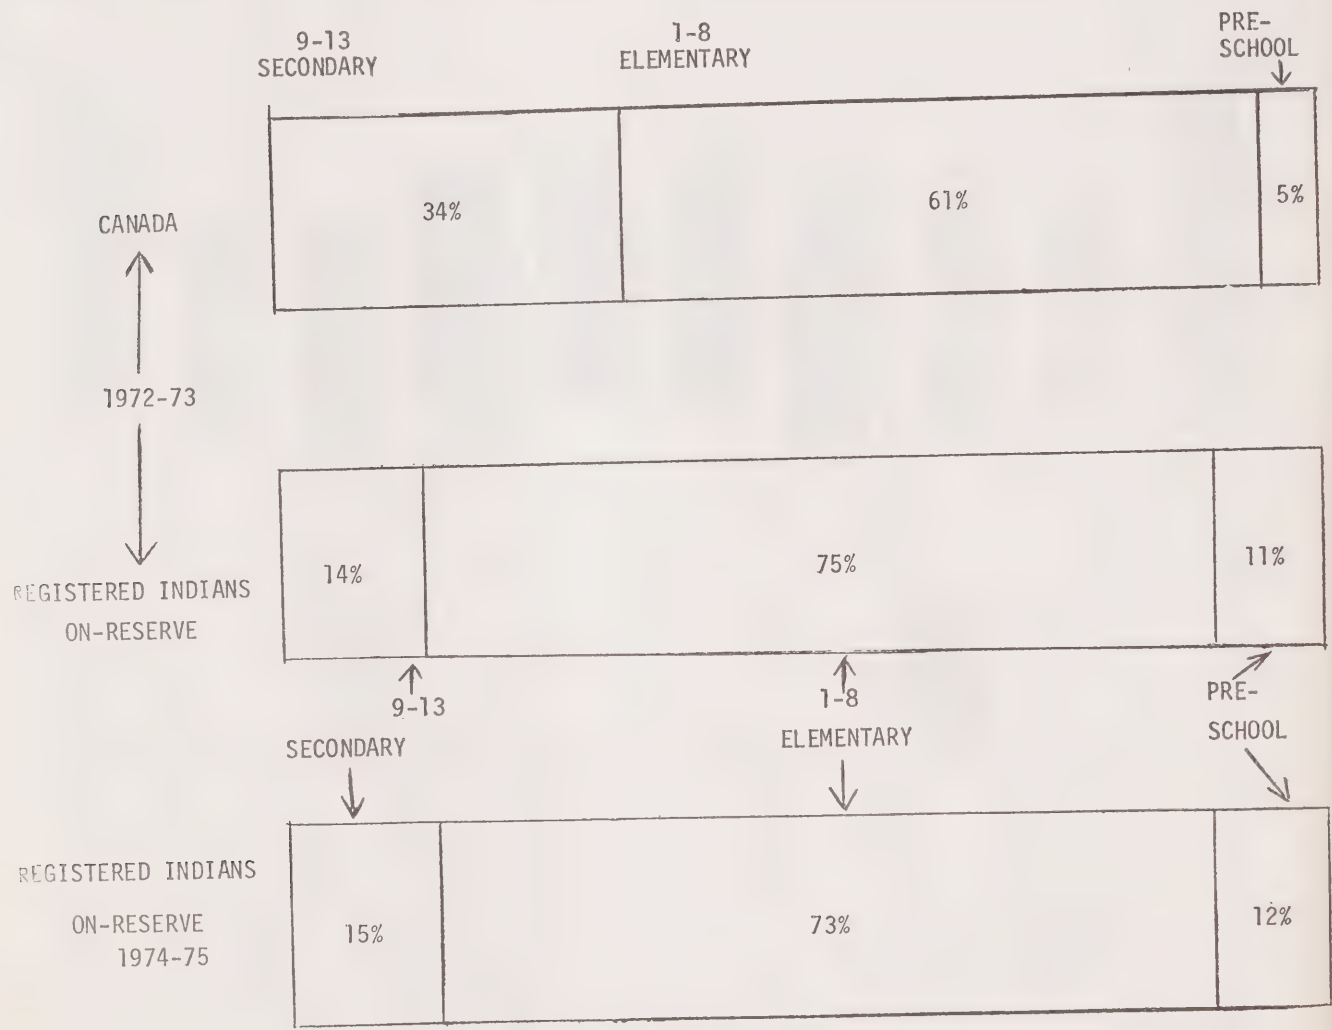 9-13
SECONDARY
1-8
ELEMENTARY
PRE-
SCHOOL
CANADA
34%
61%
5%
1972-73
REGISTERED INDIANS
ON-RESERVE
14%
75%
11%
9-13
SECONDARY
1-8
ELEMENTARY
PRE-
SCHOOL
REGISTERED INDIANS
ON-RESERVE
1974-75
15%
73%
12%